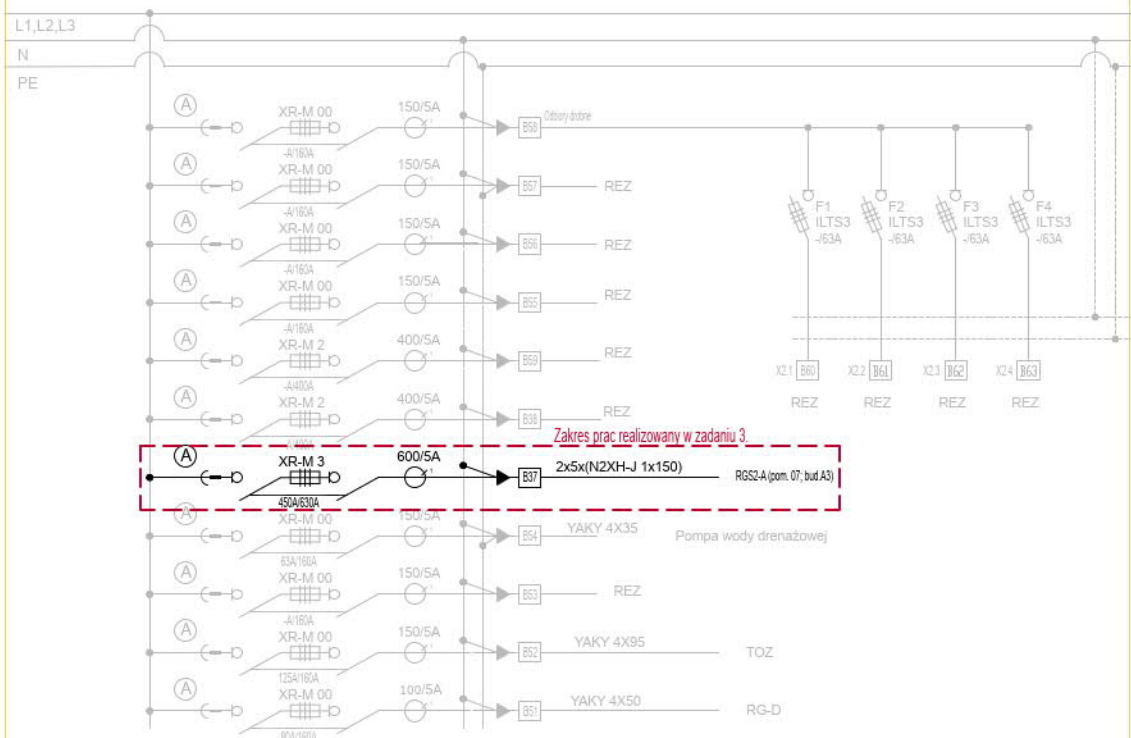 L1,L2,L3
N
PE
A XR-M 00 150/5A B58 Odbiory drobne
-A/160A
A XR-M 00 150/5A B57 REZ
-A/160A
A XR-M 00 150/5A B56 REZ
-A/160A
A XR-M 00 150/5A B55 REZ
-A/160A
A XR-M 2 400/5A B59 REZ
-A/400A
A XR-M 2 400/5A B38 REZ
Zakres prac realizowany w zadaniu 3.
A XR-M 3 600/5A B37 2x5x(N2XH-J 1x150) RGS2-A (pom. 07; bud.A3)
450A/630A
A XR-M 00 150/5A B54 YAKY 4X35 Pompa wody drenażowej
63A/160A
A XR-M 00 150/5A B53 REZ
-A/160A
A XR-M 00 150/5A B52 YAKY 4X95 TOZ
125A/160A
A XR-M 00 100/5A B51 YAKY 4X50 RG-D
80A/160A
F1 F2 F3 F4
ILTS3 ILTS3 ILTS3 ILTS3
-/63A -/63A -/63A -/63A
X2.1 B60 X2.2 B61 X2.3 B62 X2.4 B63
REZ REZ REZ REZ